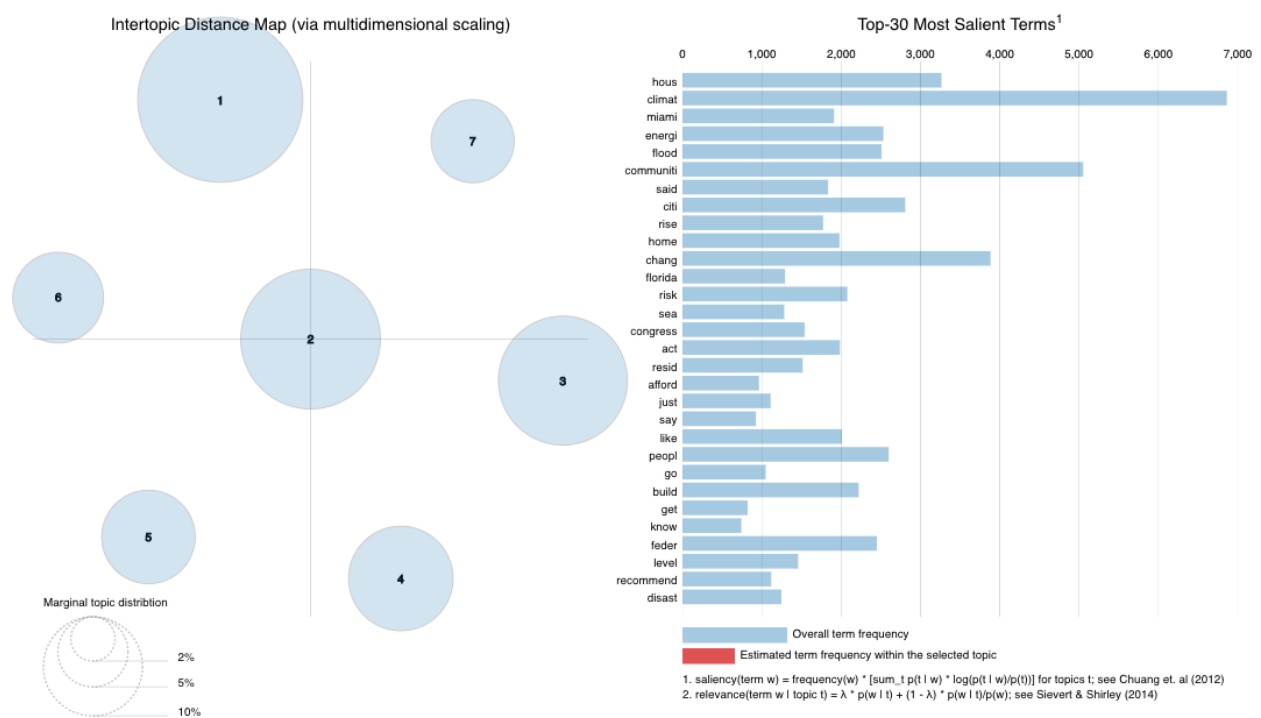 Intertopic Distance Map (via multidimensional scaling)
1
7
6
2
3
5
4
Marginal topic distribtion
2%
5%
10%
Top-30 Most Salient Terms1
0 1,000 2,000 3,000 4,000 5,000 6,000 7,000
hous
climat
miami
energi
flood
communiti
said
citi
rise
home
chang
florida
risk
sea
congress
act
resid
afford
just
say
like
peopl
go
build
get
know
feder
level
recommend
disast
Overall term frequency
Estimated term frequency within the selected topic
1. saliency(term w) = frequency(w) * [sum_t p(t | w) * log(p(t | w)/p(t))] for topics t; see Chuang et. al (2012)
2. relevance(term w | topic t) = λ * p(w | t) + (1 - λ) * p(w | t)/p(w); see Sievert & Shirley (2014)